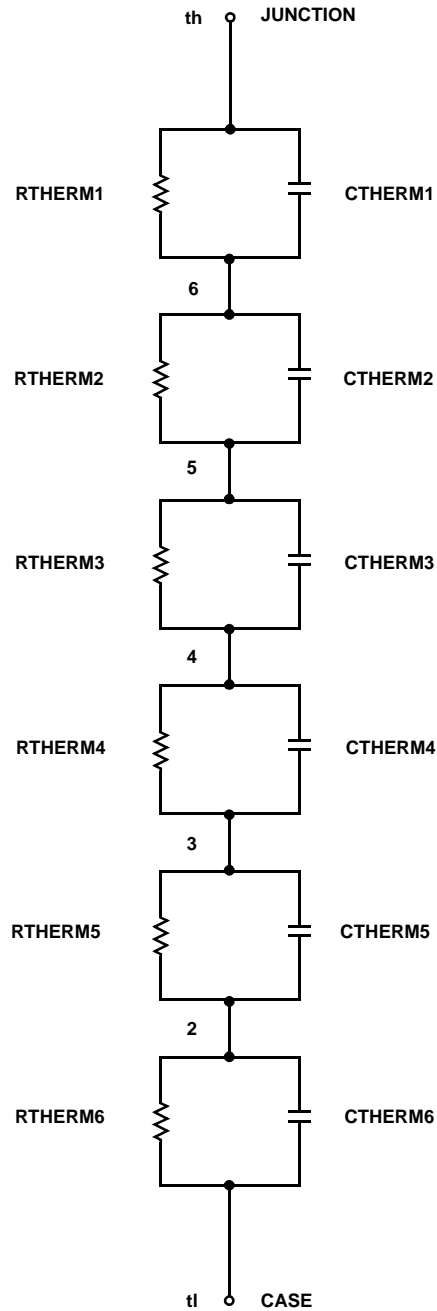 th JUNCTION
RTHERM1 CTHERM1
6
RTHERM2 CTHERM2
5
RTHERM3 CTHERM3
4
RTHERM4 CTHERM4
3
RTHERM5 CTHERM5
2
RTHERM6 CTHERM6
tl CASE